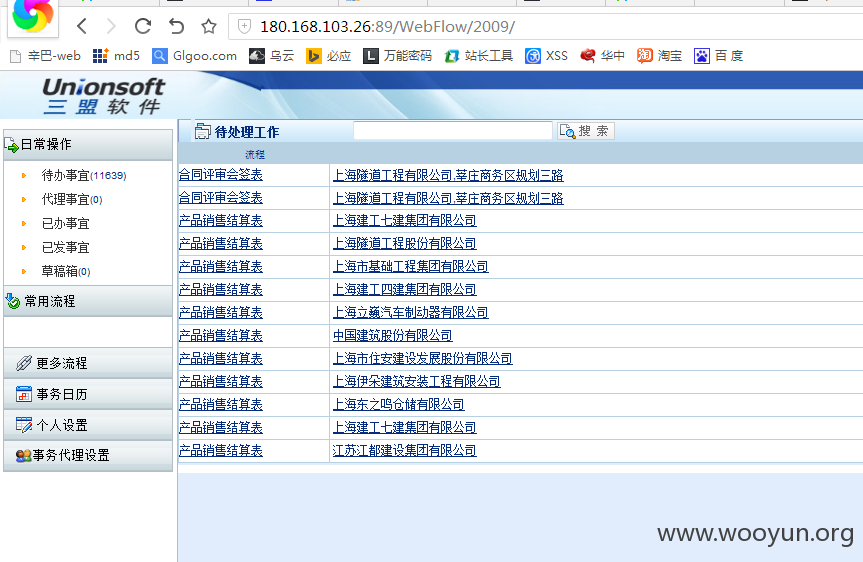 180.168.103.26:89/WebFlow/2009/
辛巴-web md5 Glgoo.com 乌云 必应 万能密码 站长工具 XSS 华中 淘宝 百度
Unionsoft
三盟软件
日常操作
待办事宜(11639)
代理事宜(0)
已办事宜
已发事宜
草稿箱(0)
常用流程
更多流程
事务日历
个人设置
事务代理设置
待处理工作 搜 索
流程
合同评审会签表 上海隧道工程有限公司.莘庄商务区规划三路
合同评审会签表 上海隧道工程有限公司.莘庄商务区规划三路
产品销售结算表 上海建工七建集团有限公司
产品销售结算表 上海隧道工程股份有限公司
产品销售结算表 上海市基础工程集团有限公司
产品销售结算表 上海建工四建集团有限公司
产品销售结算表 上海立巍汽车制动器有限公司
产品销售结算表 中国建筑股份有限公司
产品销售结算表 上海市住安建设发展股份有限公司
产品销售结算表 上海伊朵建筑安装工程有限公司
产品销售结算表 上海东之鸣仓储有限公司
产品销售结算表 上海建工七建集团有限公司
产品销售结算表 江苏江都建设集团有限公司
www.wooyun.org